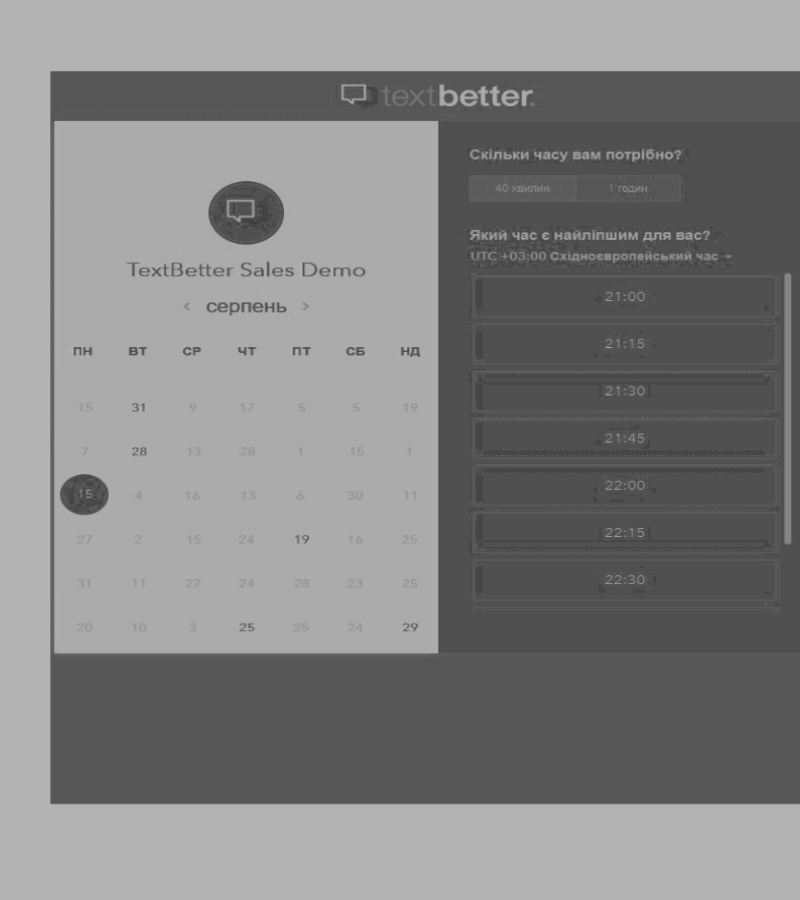 textbetter.
TextBetter Sales Demo
‹ серпень ›
ПН ВТ СР ЧТ ПТ СБ НД
15 31 9 17 5 5 19
7 28 13 28 1 15 1
15 4 16 13 6 30 11
27 2 15 24 19 16 25
31 11 27 24 28 23 25
20 10 3 25 25 24 29
Скільки часу вам потрібно?
40 хвилин 1 годин
Який час є найліпшим для вас?
UTC +03:00 Східноєвропейський час
21:00
21:15
21:30
21:45
22:00
22:15
22:30